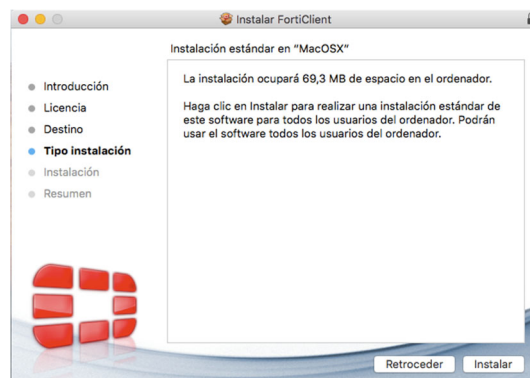 Instalar FortiClient
Instalación estándar en “MacOSX”
Introducción
Licencia
Destino
Tipo instalación
Instalación
Resumen
La instalación ocupará 69,3 MB de espacio en el ordenador.
Haga clic en Instalar para realizar una instalación estándar de
este software para todos los usuarios del ordenador. Podrán
usar el software todos los usuarios del ordenador.
Retroceder
Instalar